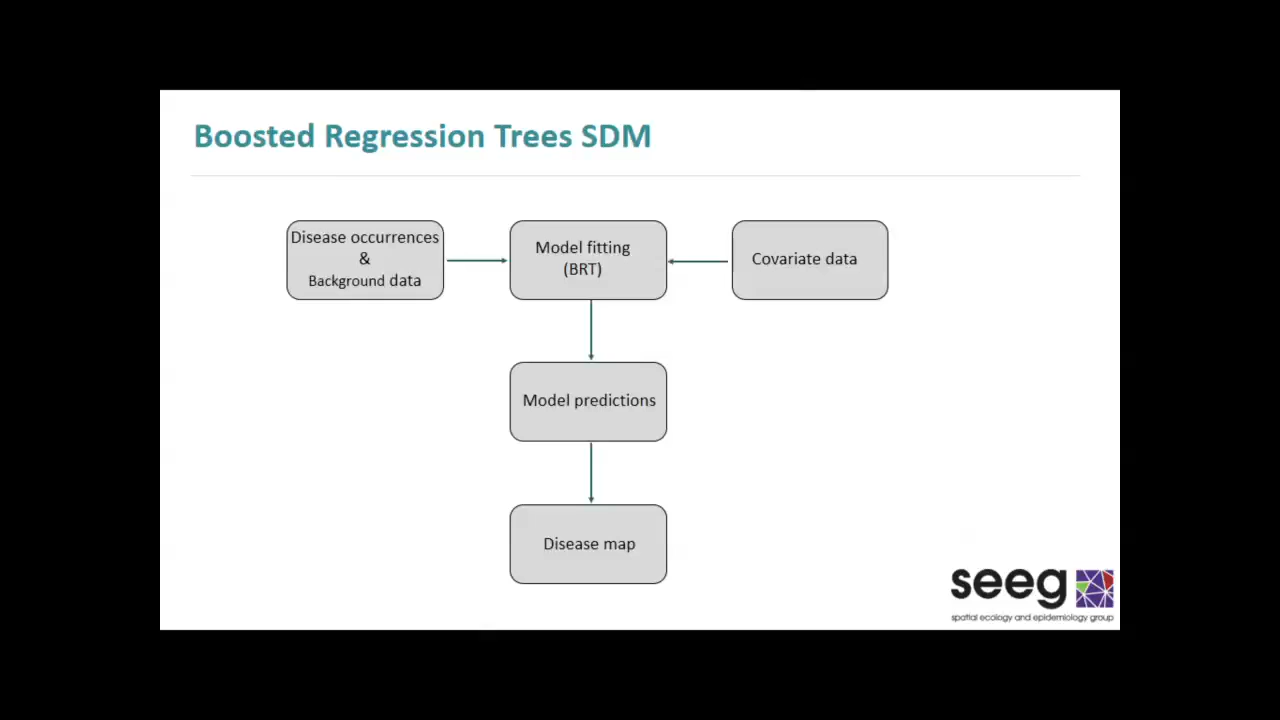 Boosted Regression Trees SDM
Disease occurrences
&
Background data
Model fitting
(BRT)
Covariate data
Model predictions
Disease map
seeg
spatial ecology and epidemiology group